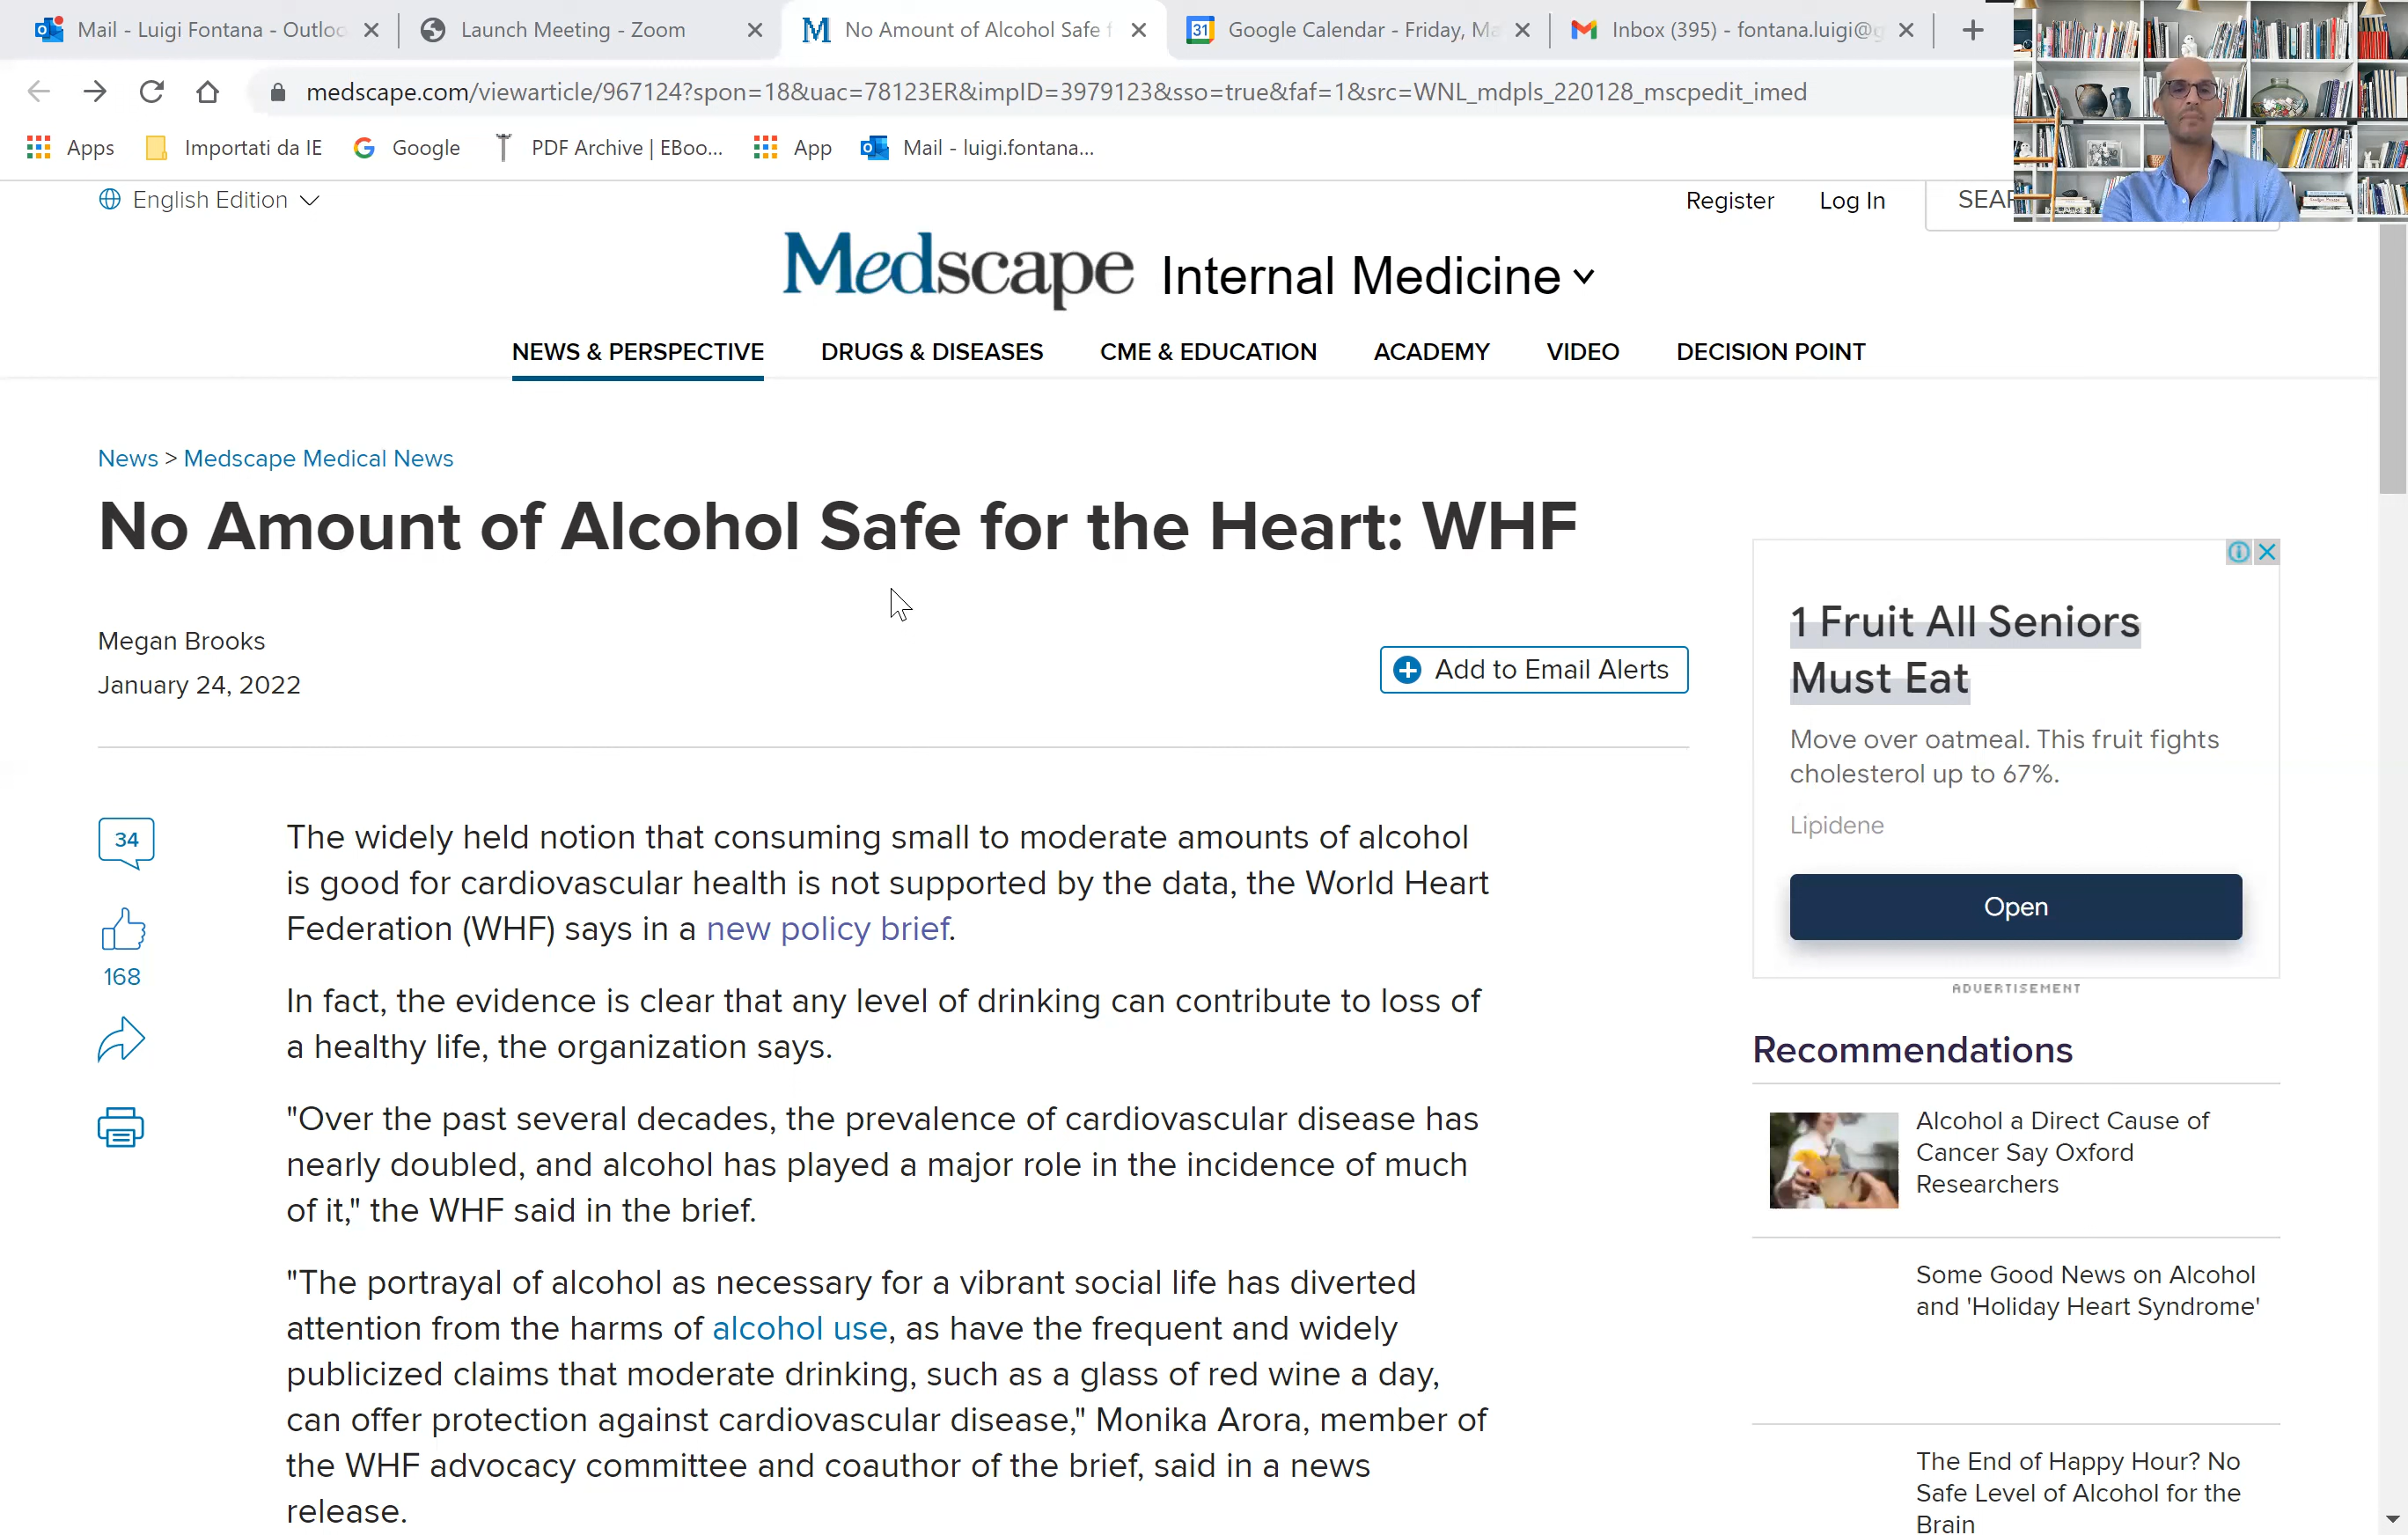 Mail - Luigi Fontana - Outloo
Launch Meeting - Zoom
No Amount of Alcohol Safe f
31
Google Calendar - Friday, Ma
Inbox (395) - fontana.luigi@g
medscape.com/viewarticle/967124?spon=18&uac=78123ER&impID=3979123&sso=true&faf=1&src=WNL_mdpls_220128_mscpedit_imed
Apps
Importati da IE
Google
PDF Archive | EBoo...
App
Mail - luigi.fontana...
English Edition
Register
Log In
SEAR
Medscape Internal Medicine
NEWS & PERSPECTIVE
DRUGS & DISEASES
CME & EDUCATION
ACADEMY
VIDEO
DECISION POINT
News > Medscape Medical News
No Amount of Alcohol Safe for the Heart: WHF
Megan Brooks
January 24, 2022
Add to Email Alerts
34
168
The widely held notion that consuming small to moderate amounts of alcohol
is good for cardiovascular health is not supported by the data, the World Heart
Federation (WHF) says in a new policy brief.
In fact, the evidence is clear that any level of drinking can contribute to loss of
a healthy life, the organization says.
"Over the past several decades, the prevalence of cardiovascular disease has
nearly doubled, and alcohol has played a major role in the incidence of much
of it," the WHF said in the brief.
"The portrayal of alcohol as necessary for a vibrant social life has diverted
attention from the harms of alcohol use, as have the frequent and widely
publicized claims that moderate drinking, such as a glass of red wine a day,
can offer protection against cardiovascular disease," Monika Arora, member of
the WHF advocacy committee and coauthor of the brief, said in a news
release.
1 Fruit All Seniors
Must Eat
Move over oatmeal. This fruit fights
cholesterol up to 67%.
Lipidene
Open
ADVERTISEMENT
Recommendations
Alcohol a Direct Cause of
Cancer Say Oxford
Researchers
Some Good News on Alcohol
and 'Holiday Heart Syndrome'
The End of Happy Hour? No
Safe Level of Alcohol for the
Brain